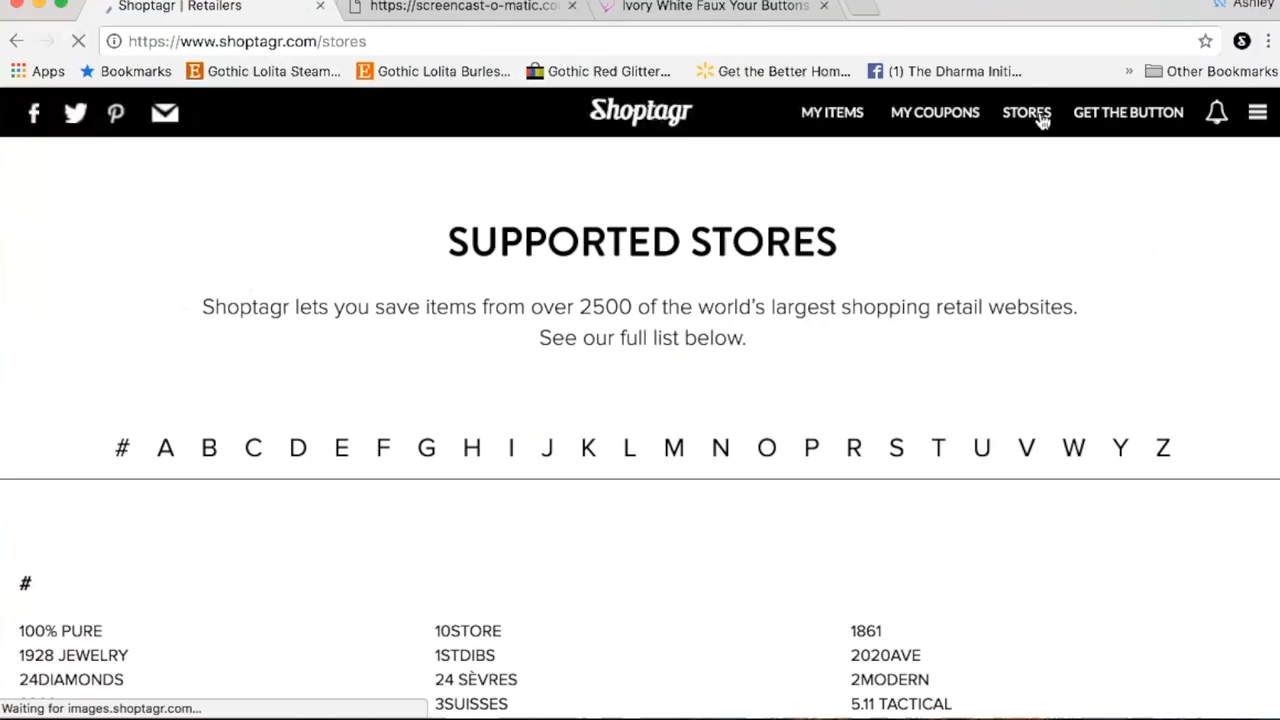 Shoptagr | Retailers
https://screencast-o-matic.co
Ivory White Faux Your Buttons
Ashley
https://www.shoptagr.com/stores
Apps
Bookmarks
Gothic Lolita Steam...
Gothic Lolita Burles...
Gothic Red Glitter...
Get the Better Hom...
(1) The Dharma Initi...
» Other Bookmarks
Shoptagr
MY ITEMS
MY COUPONS
STORES
GET THE BUTTON
SUPPORTED STORES
Shoptagr lets you save items from over 2500 of the world's largest shopping retail websites.
See our full list below.
# A B C D E F G H I J K L M N O P R S T U V W Y Z
#
100% PURE 10STORE 1861
1928 JEWELRY 1STDIBS 2020AVE
24DIAMONDS 24 SÈVRES 2MODERN
3SUISSES 5.11 TACTICAL
Waiting for images.shoptagr.com...